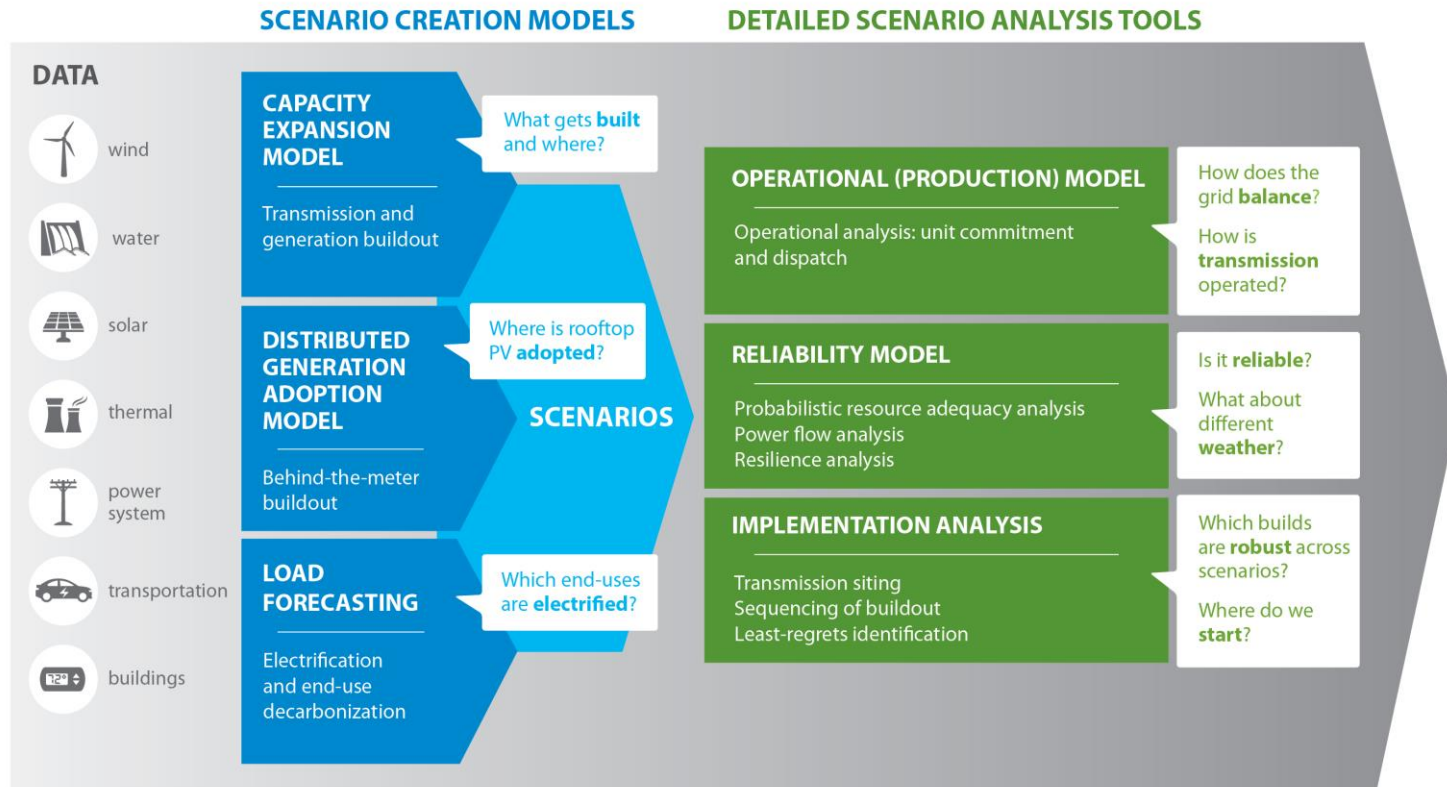 SCENARIO CREATION MODELS
DETAILED SCENARIO ANALYSIS TOOLS
DATA
wind
water
solar
thermal
power
system
transportation
buildings
CAPACITY
EXPANSION
MODEL
Transmission and
generation buildout
What gets built
and where?
DISTRIBUTED
GENERATION
ADOPTION
MODEL
Behind-the-meter
buildout
Where is rooftop
PV adopted?
LOAD
FORECASTING
Electrification
and end-use
decarbonization
Which end-uses
are electrified?
SCENARIOS
OPERATIONAL (PRODUCTION) MODEL
Operational analysis: unit commitment
and dispatch
How does the
grid balance?
How is
transmission
operated?
RELIABILITY MODEL
Probabilistic resource adequacy analysis
Power flow analysis
Resilience analysis
Is it reliable?
What about
different
weather?
IMPLEMENTATION ANALYSIS
Transmission siting
Sequencing of buildout
Least-regrets identification
Which builds
are robust across
scenarios?
Where do we
start?
72°